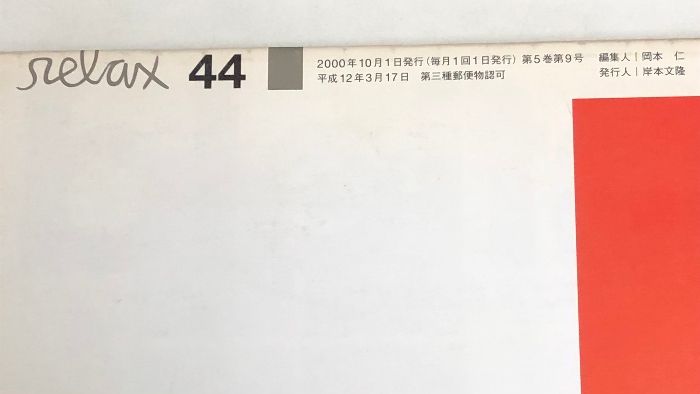 relax 44
2000年10月1日発行(毎月1回1日発行) 第5巻第9号 編集人|岡本 仁
平成12年3月17日 第三種郵便物認可 発行人|岸本文隆